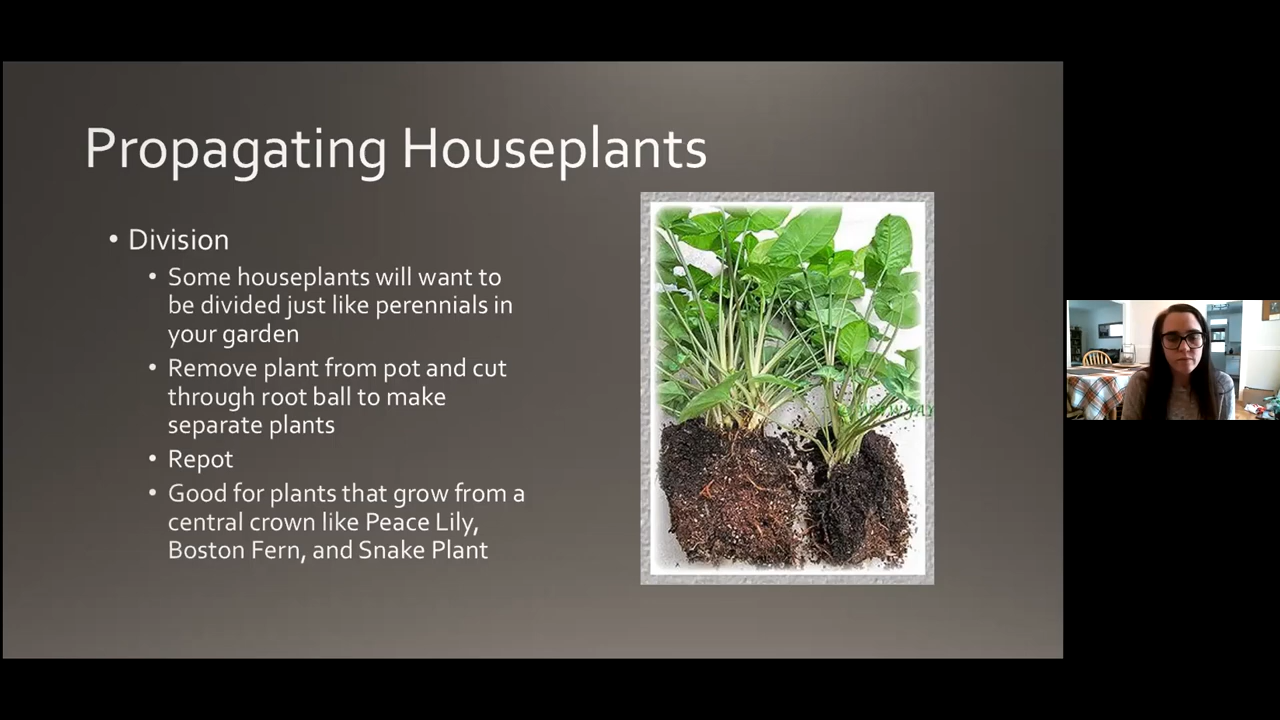 Propagating Houseplants
• Division
• Some houseplants will want to
be divided just like perennials in
your garden
• Remove plant from pot and cut
through root ball to make
separate plants
• Repot
• Good for plants that grow from a
central crown like Peace Lily,
Boston Fern, and Snake Plant